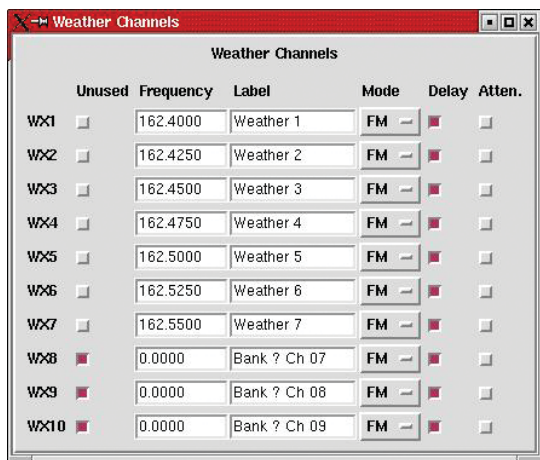 Weather Channels
Weather Channels
Unused Frequency Label Mode Delay Atten.
WX1 162.4000 Weather 1 FM
WX2 162.4250 Weather 2 FM
WX3 162.4500 Weather 3 FM
WX4 162.4750 Weather 4 FM
WX5 162.5000 Weather 5 FM
WX6 162.5250 Weather 6 FM
WX7 162.5500 Weather 7 FM
WX8 0.0000 Bank ? Ch 07 FM
WX9 0.0000 Bank ? Ch 08 FM
WX10 0.0000 Bank ? Ch 09 FM